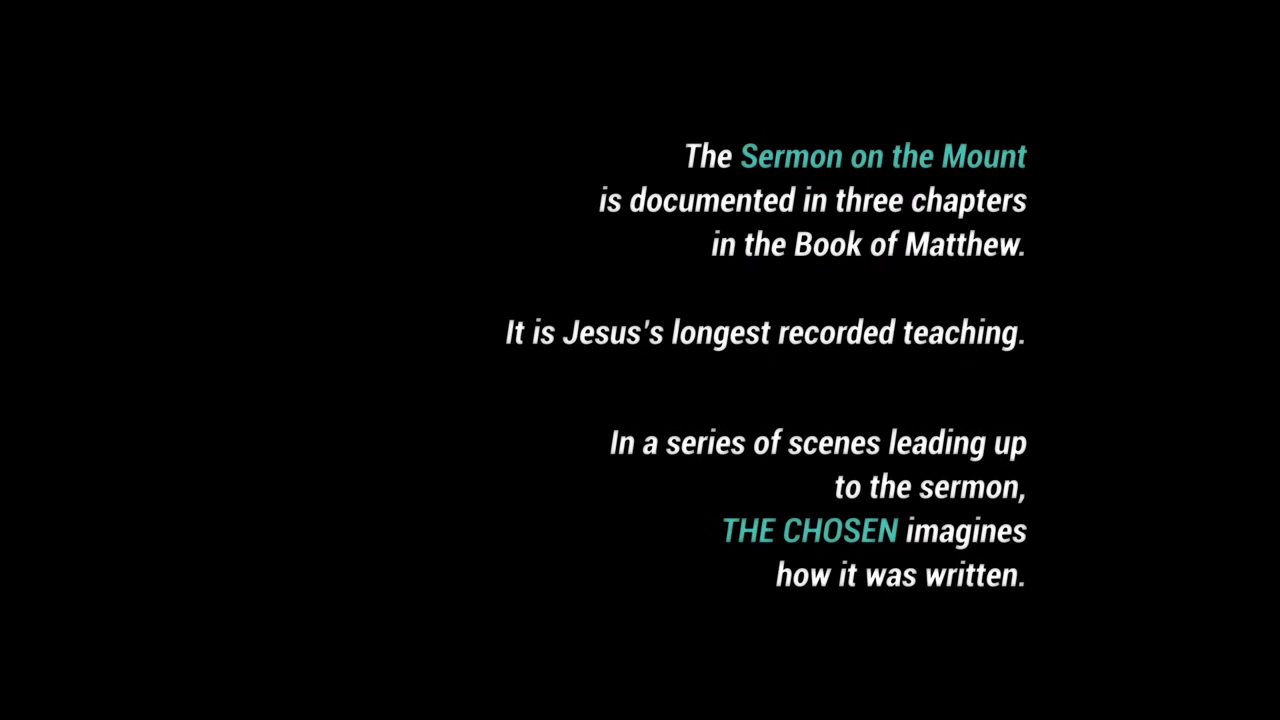 The Sermon on the Mount
is documented in three chapters
in the Book of Matthew.
It is Jesus's longest recorded teaching.
In a series of scenes leading up
to the sermon,
THE CHOSEN imagines
how it was written.